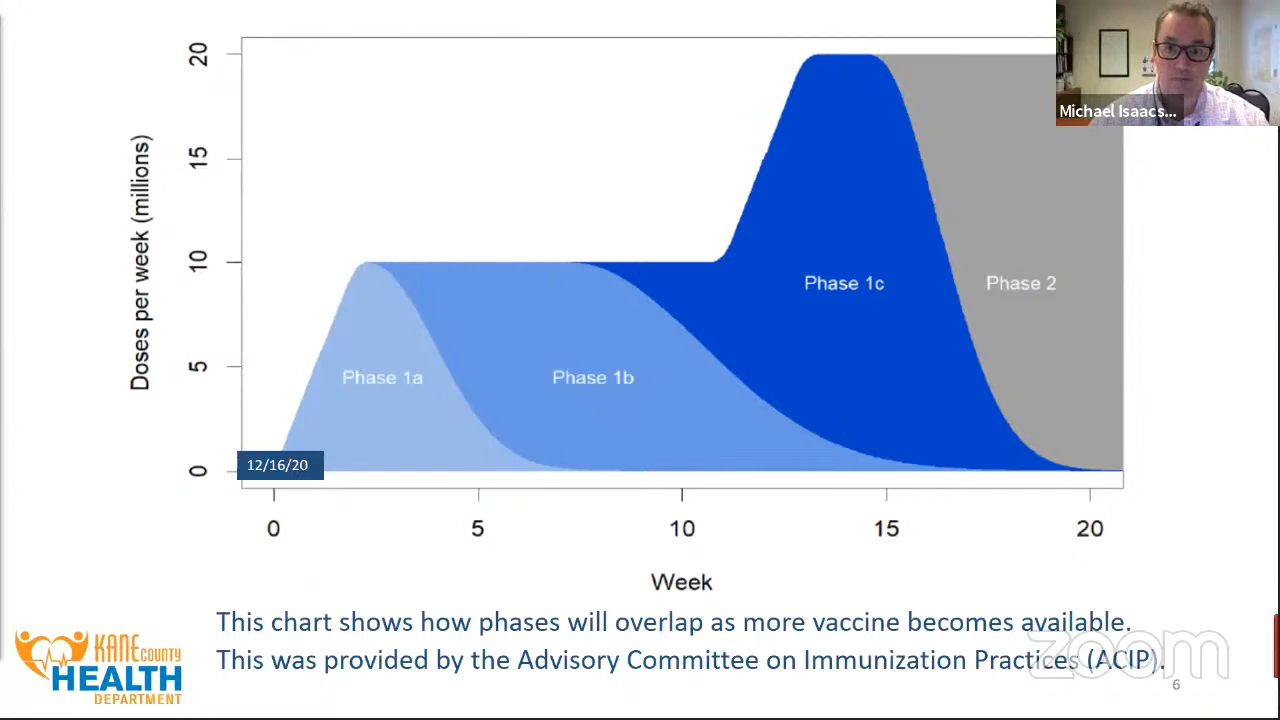 Michael Isaacs...
Doses per week (millions)
20
15
10
5
0
Phase 1a
Phase 1b
Phase 1c
Phase 2
12/16/20
0 5 10 15 20
Week
This chart shows how phases will overlap as more vaccine becomes available.
This was provided by the Advisory Committee on Immunization Practices (ACIP).
KANE COUNTY
HEALTH
DEPARTMENT
zoom
6